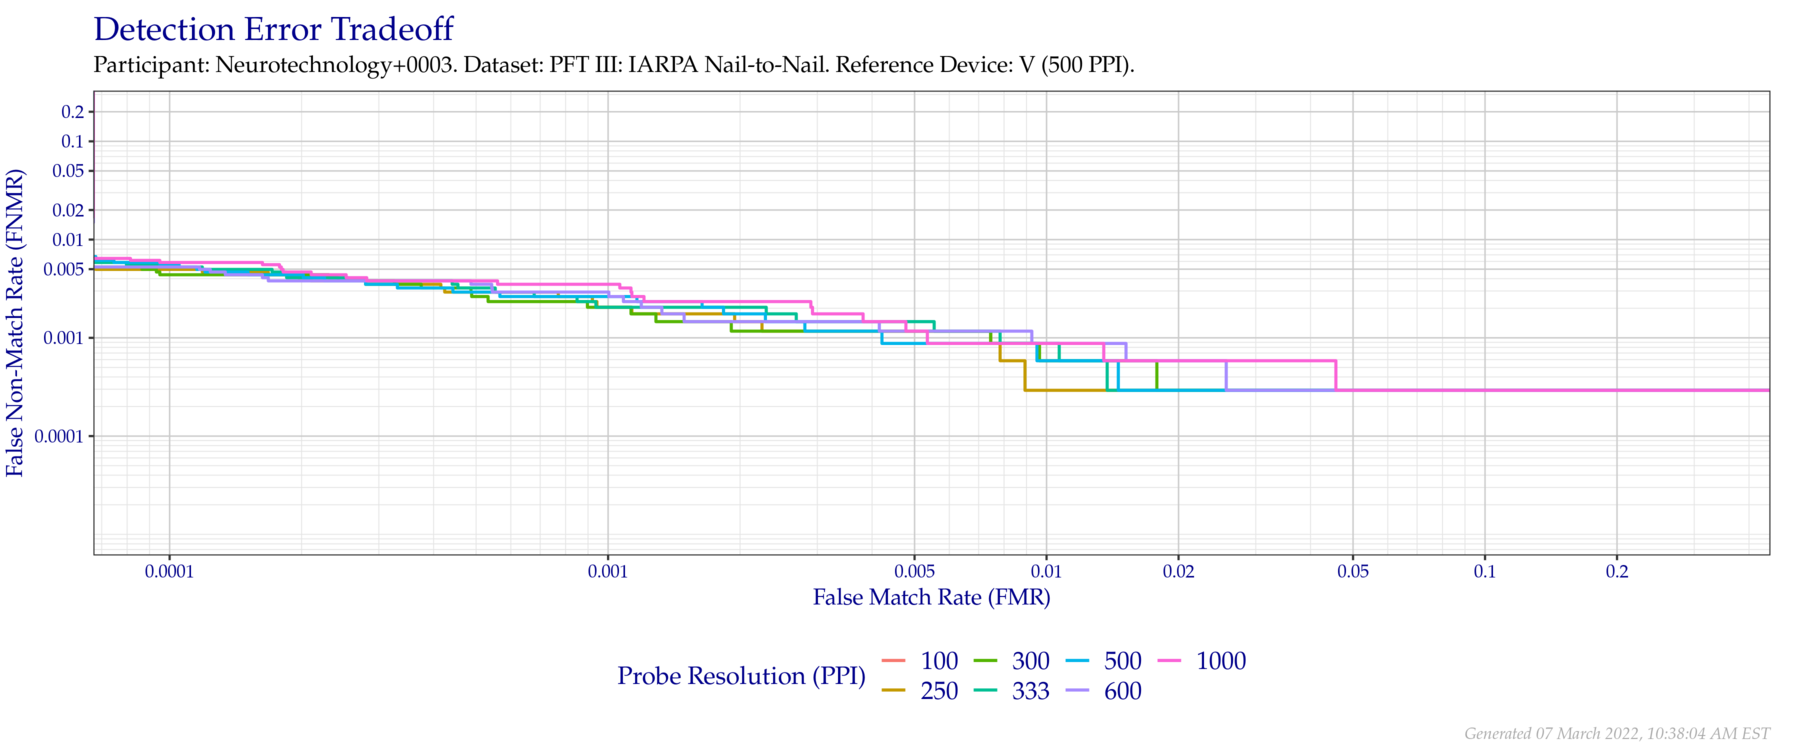 Detection Error Tradeoff
Participant: Neurotechnology+0003. Dataset: PFT III: IARPA Nail-to-Nail. Reference Device: V (500 PPI).
False Non-Match Rate (FNMR)
0.2
0.1
0.05
0.02
0.01
0.005
0.001
0.0001
0.0001 0.001 0.005 0.01 0.02 0.05 0.1 0.2
False Match Rate (FMR)
Probe Resolution (PPI)
100 300 500 1000
250 333 600
Generated 07 March 2022, 10:38:04 AM EST